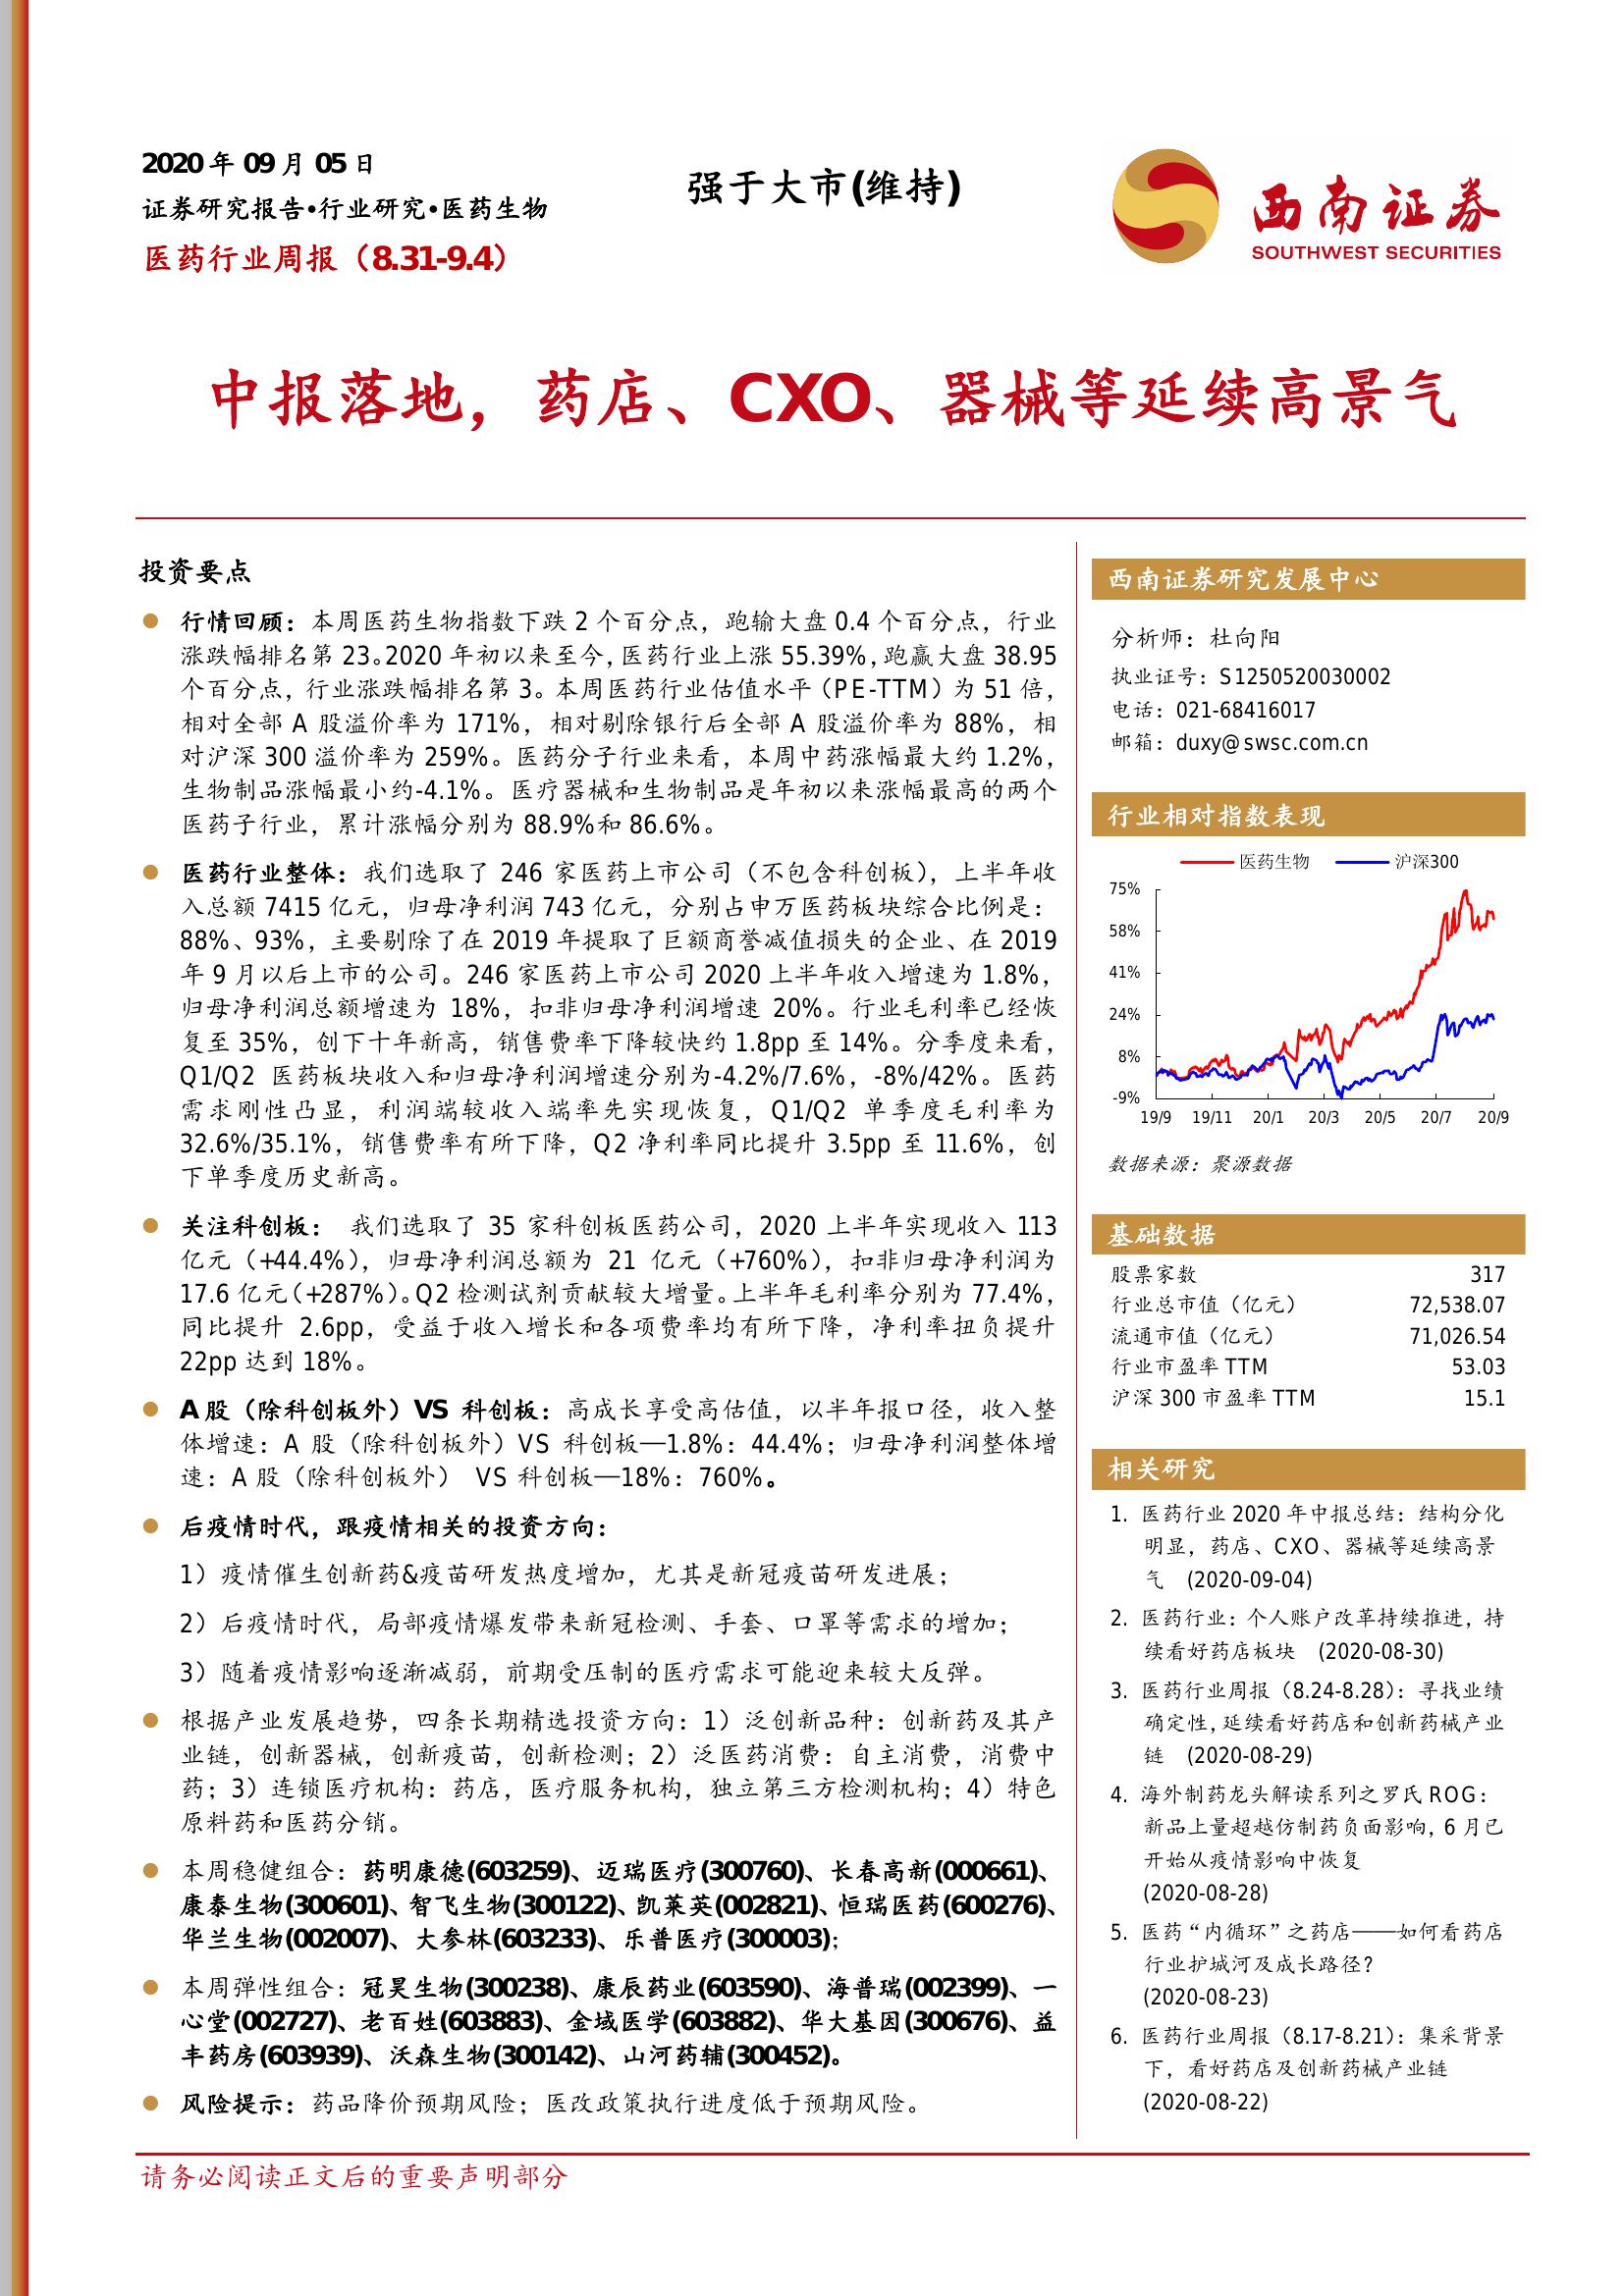 2020 年 09 月 05 日
证券研究报告•行业研究•医药生物
医药行业周报（8.31-9.4）
强于大市(维持)
西南证券
SOUTHWEST SECURITIES
中报落地，药店、CXO、器械等延续高景气
投资要点
行情回顾：本周医药生物指数下跌 2 个百分点，跑输大盘 0.4 个百分点，行业
涨跌幅排名第 23。2020 年初以来至今，医药行业上涨 55.39%，跑赢大盘 38.95
个百分点，行业涨跌幅排名第 3。本周医药行业估值水平（PE-TTM）为 51 倍，
相对全部 A 股溢价率为 171%，相对剔除银行后全部 A 股溢价率为 88%，相
对沪深 300 溢价率为 259%。医药分子行业来看，本周中药涨幅最大约 1.2%，
生物制品涨幅最小约-4.1%。医疗器械和生物制品是年初以来涨幅最高的两个
医药子行业，累计涨幅分别为 88.9%和 86.6%。
医药行业整体：我们选取了 246 家医药上市公司（不包含科创板），上半年收
入总额 7415 亿元，归母净利润 743 亿元，分别占申万医药板块综合比例是：
88%、93%，主要剔除了在 2019 年提取了巨额商誉减值损失的企业、在 2019
年 9 月以后上市的公司。246 家医药上市公司 2020 上半年收入增速为 1.8%，
归母净利润总额增速为 18%，扣非归母净利润增速 20%。行业毛利率已经恢
复至 35%，创下十年新高，销售费率下降较快约 1.8pp 至 14%。分季度来看，
Q1/Q2 医药板块收入和归母净利润增速分别为-4.2%/7.6%，-8%/42%。医药
需求刚性凸显，利润端较收入端率先实现恢复，Q1/Q2 单季度毛利率为
32.6%/35.1%，销售费率有所下降，Q2 净利率同比提升 3.5pp 至 11.6%，创
下单季度历史新高。
关注科创板： 我们选取了 35 家科创板医药公司，2020 上半年实现收入 113
亿元（+44.4%），归母净利润总额为 21 亿元（+760%），扣非归母净利润为
17.6 亿元（+287%）。Q2 检测试剂贡献较大增量。上半年毛利率分别为 77.4%，
同比提升 2.6pp，受益于收入增长和各项费率均有所下降，净利率扭负提升
22pp 达到 18%。
A 股（除科创板外）VS 科创板：高成长享受高估值，以半年报口径，收入整
体增速：A 股（除科创板外）VS 科创板—1.8%：44.4%；归母净利润整体增
速：A 股（除科创板外） VS 科创板—18%：760%。
后疫情时代，跟疫情相关的投资方向：
1）疫情催生创新药&疫苗研发热度增加，尤其是新冠疫苗研发进展；
2）后疫情时代，局部疫情爆发带来新冠检测、手套、口罩等需求的增加；
3）随着疫情影响逐渐减弱，前期受压制的医疗需求可能迎来较大反弹。
根据产业发展趋势，四条长期精选投资方向：1）泛创新品种：创新药及其产
业链，创新器械，创新疫苗，创新检测；2）泛医药消费：自主消费，消费中
药；3）连锁医疗机构：药店，医疗服务机构，独立第三方检测机构；4）特色
原料药和医药分销。
本周稳健组合：药明康德(603259)、迈瑞医疗(300760)、长春高新(000661)、
康泰生物(300601)、智飞生物(300122)、凯莱英(002821)、恒瑞医药(600276)、
华兰生物(002007)、大参林(603233)、乐普医疗(300003)；
本周弹性组合：冠昊生物(300238)、康辰药业(603590)、海普瑞(002399)、一
心堂(002727)、老百姓(603883)、金域医学(603882)、华大基因(300676)、益
丰药房(603939)、沃森生物(300142)、山河药辅(300452)。
风险提示：药品降价预期风险；医改政策执行进度低于预期风险。
西南证券研究发展中心
分析师：杜向阳
执业证号：S1250520030002
电话：021-68416017
邮箱：duxy@swsc.com.cn
行业相对指数表现
医药生物 沪深300
75%
58%
41%
24%
8%
-9%
19/9 19/11 20/1 20/3 20/5 20/7 20/9
数据来源：聚源数据
基础数据
股票家数 317
行业总市值（亿元） 72,538.07
流通市值（亿元） 71,026.54
行业市盈率 TTM 53.03
沪深 300 市盈率 TTM 15.1
相关研究
1. 医药行业 2020 年中报总结：结构分化
明显，药店、CXO、器械等延续高景
气 (2020-09-04)
2. 医药行业：个人账户改革持续推进，持
续看好药店板块 (2020-08-30)
3. 医药行业周报（8.24-8.28）：寻找业绩
确定性，延续看好药店和创新药械产业
链 (2020-08-29)
4. 海外制药龙头解读系列之罗氏 ROG：
新品上量超越仿制药负面影响，6 月已
开始从疫情影响中恢复
(2020-08-28)
5. 医药“内循环”之药店——如何看药店
行业护城河及成长路径？
(2020-08-23)
6. 医药行业周报（8.17-8.21）：集采背景
下，看好药店及创新药械产业链
(2020-08-22)
请务必阅读正文后的重要声明部分